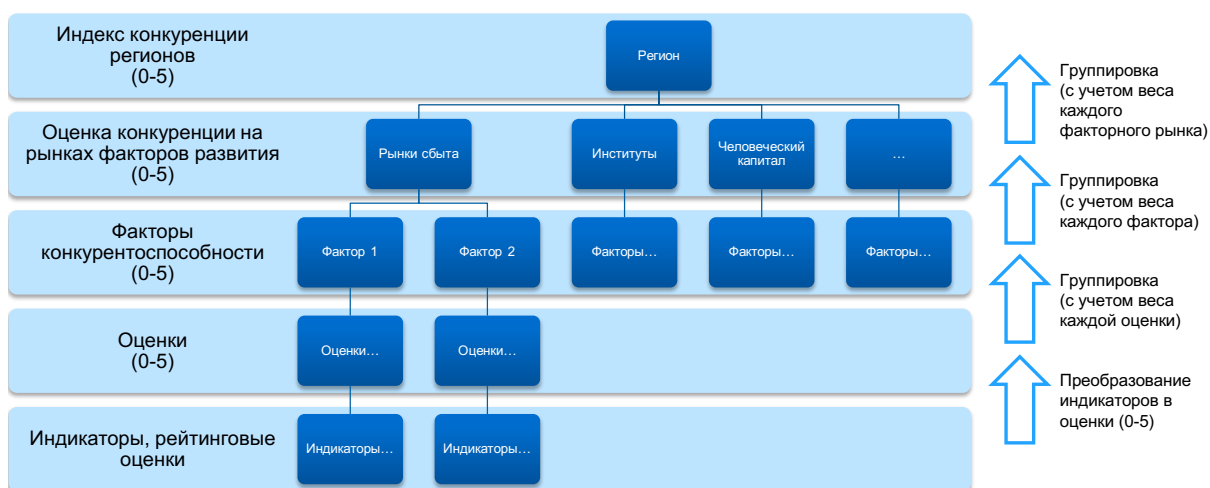 Индекс конкуренции
регионов
(0-5)
Регион
Группировка
(с учетом веса
каждого
факторного рынка)
Оценка конкуренции на
рынках факторов развития
(0-5)
Рынки сбыта
Институты
Человеческий
капитал
...
Группировка
(с учетом веса
каждого фактора)
Факторы
конкурентоспособности
(0-5)
Фактор 1
Фактор 2
Факторы...
Факторы...
Факторы...
Группировка
(с учетом веса
каждой оценки)
Оценки
(0-5)
Оценки...
Оценки...
Преобразование
индикаторов в
оценки (0-5)
Индикаторы, рейтинговые
оценки
Индикаторы...
Индикаторы...